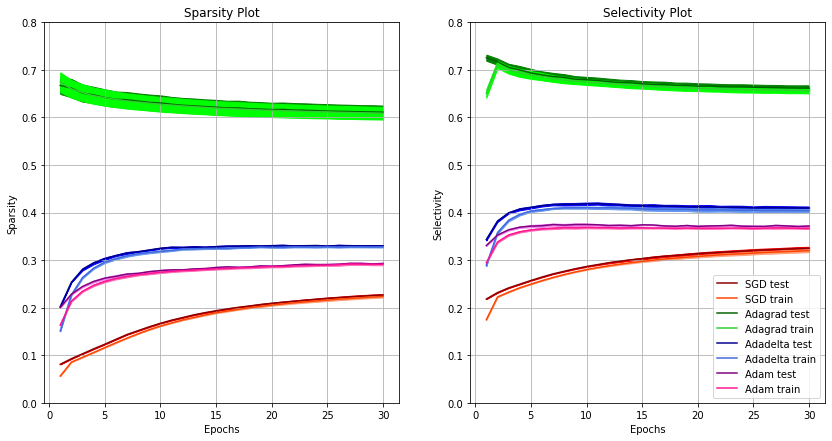 Sparsity Plot
0.8
0.7
0.6
0.5
0.4
0.3
0.2
0.1
0.0
Sparsity
0 5 10 15 20 25 30
Epochs
Selectivity Plot
0.8
0.7
0.6
0.5
0.4
0.3
0.2
0.1
0.0
Selectivity
0 5 10 15 20 25 30
Epochs
SGD test
SGD train
Adagrad test
Adagrad train
Adadelta test
Adadelta train
Adam test
Adam train